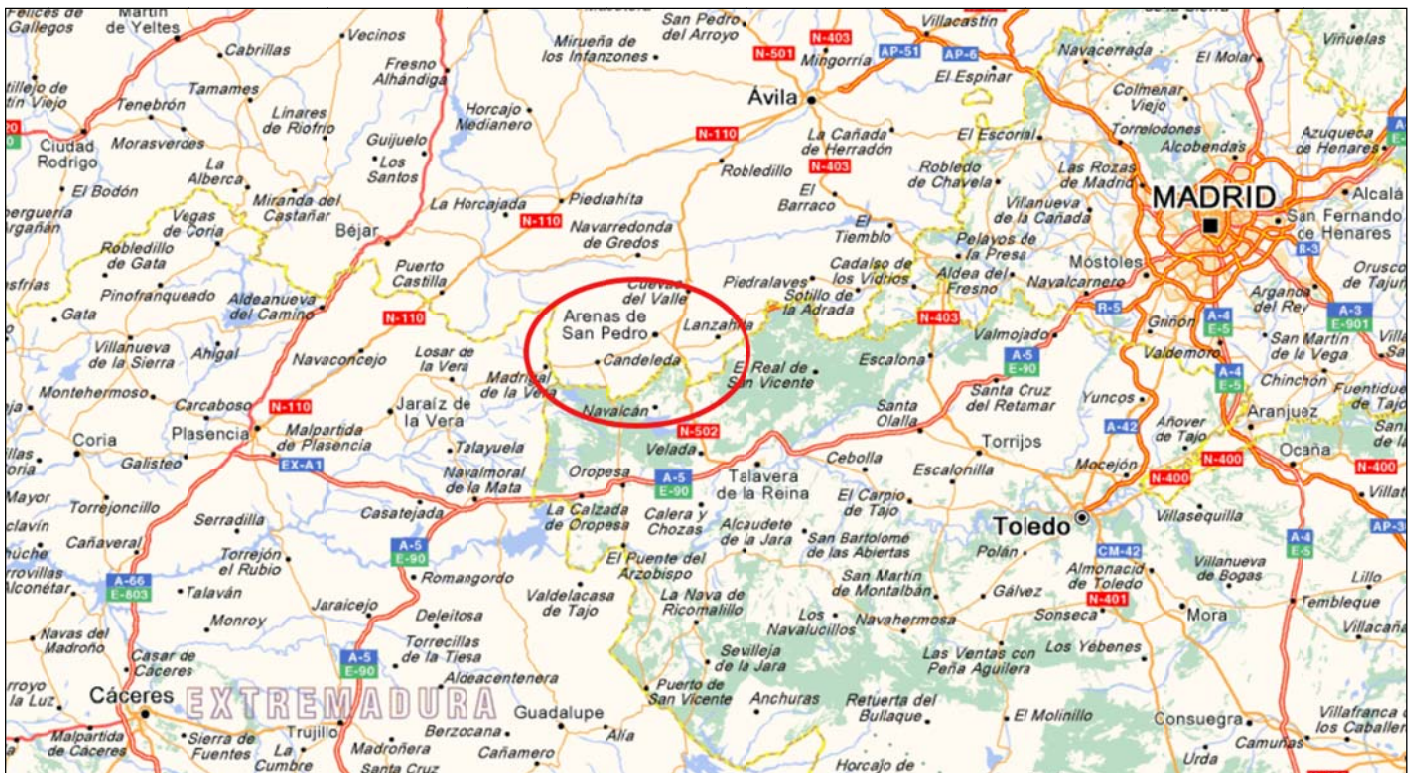 Felices de
Gallegos
Martín
de Yeltes
Cabrillas
Vecinos
Fresno
Alhándiga
Mirueña de
los Infanzones
San Pedro
del Arroyo
N-501
N-403
Mingorría
AP-51
Villacastín
AP-6
El Espinar
Navacerrada
El Molar
Viñuelas
Tenebrón
Tamames
Linares
de Riofrío
Horcajo
Medianero
Ávila
Colmenar
Viejo
Ciudad
Rodrigo
Morasverdes
Guijuelo
N-110
La Cañada
de Herradón
El Escorial
Torrelodones
Alcobendas
Azuqueca
de Henares
La
Alberca
Los
Santos
Robledillo
N-403
Robledo
de Chavela
Las Rozas
de Madrid
El Bodón
Miranda del
Castañar
La Horcajada
Piedrahíta
El
Barraco
Villanueva
de la Cañada
MADRID
Alcalá
Vegas
de Coria
N-110
Navarredonda
de Gredos
El
Tiemblo
San Fernando
de Henares
Robledillo
de Gata
Béjar
Pelayos de
la Presa
R-3
Puerto
Castilla
Piedralaves
Cadalso de
los Vidrios
Aldea del
Fresno
Móstoles
Pinofranqueado
Aldeanueva
del Camino
Cuevas
del Valle
Sotillo de
la Adrada
Navalcarnero
Arganda
del Rey
Gata
N-110
Arenas de
San Pedro
Lanzahita
N-403
R-5
A-4
E-5
A-3
E-901
Villanueva
de la Sierra
Ahigal
Navaconcejo
Losar de
la Vera
Candeleda
Valmojado
Griñón
San Martín
de la Vega
Madrigal
de la Vera
El Real de
San Vicente
Escalona
A-5
E-90
Valdemoro
A-4
E-5
Chinchón
Montehermoso
Carcaboso
N-110
Jaraíz de
la Vera
Navalcán
Santa Cruz
del Retamar
Yuncos
Aranjuez
Plasencia
Malpartida
de Plasencia
N-502
Santa
Olalla
A-42
Añover
de Tajo
Coria
Talayuela
Velada
Torrijos
Ocaña
Galisteo
EX-A1
Navalmoral
de la Mata
Oropesa
A-5
E-90
Talavera
de la Reina
Cebolla
Escalonilla
Mocejón
N-400
N-400
N-400
Torrejoncillo
Casatejada
La Calzada
de Oropesa
Calera y
Chozas
El Carpio
de Tajo
Toledo
Villasequilla
Serradilla
Alcaudete
de la Jara
San Bartolomé
de las Abiertas
AP-36
Cañaveral
A-5
E-90
El Puente del
Arzobispo
Polán
CM-42
A-4
E-5
Torrejón
el Rubio
Almonacid
de Toledo
Villanueva
de Bogas
A-66
E-803
Romangordo
San Martín
de Montalbán
Lillo
Talaván
Valdelacasa
de Tajo
La Nava de
Ricomalillo
Gálvez
N-401
Tembleque
Monroy
Jaraicejo
Deleitosa
Los
Navalucillos
Navahermosa
Sonseca
Mora
Navas del
Madroño
Torrecillas
de la Tiesa
Sevilleja
de la Jara
Las Ventas con
Peña Aguilera
Los Yébenes
Casar de
Cáceres
A-5
E-90
Aldeacentenera
Puerto de
San Vicente
Cáceres
EXTREMADURA
Guadalupe
Anchuras
Retuerta del
Bullaque
El Molinillo
Consuegra
Villafranca
los Caballer
Malpartida
de Cáceres
Sierra de
Fuentes
La
Cumbre
Trujillo
Madroñera
Berzocana
Cañamero
Alía
Camuñas
Santa Cruz
Horcajo de
Urda